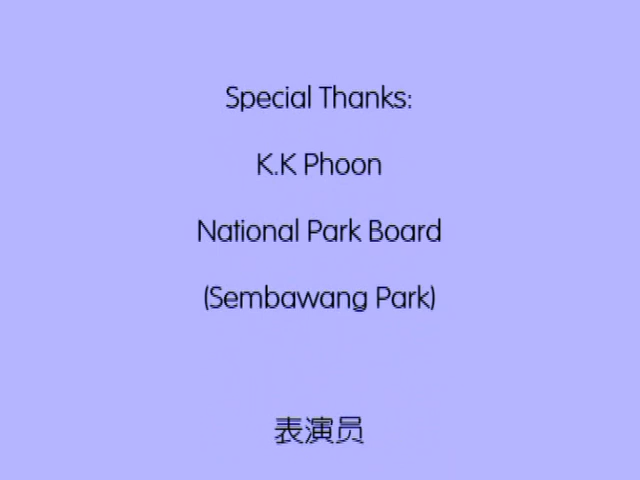 Special Thanks:
K.K Phoon
National Park Board
(Sembawang Park)
表演员